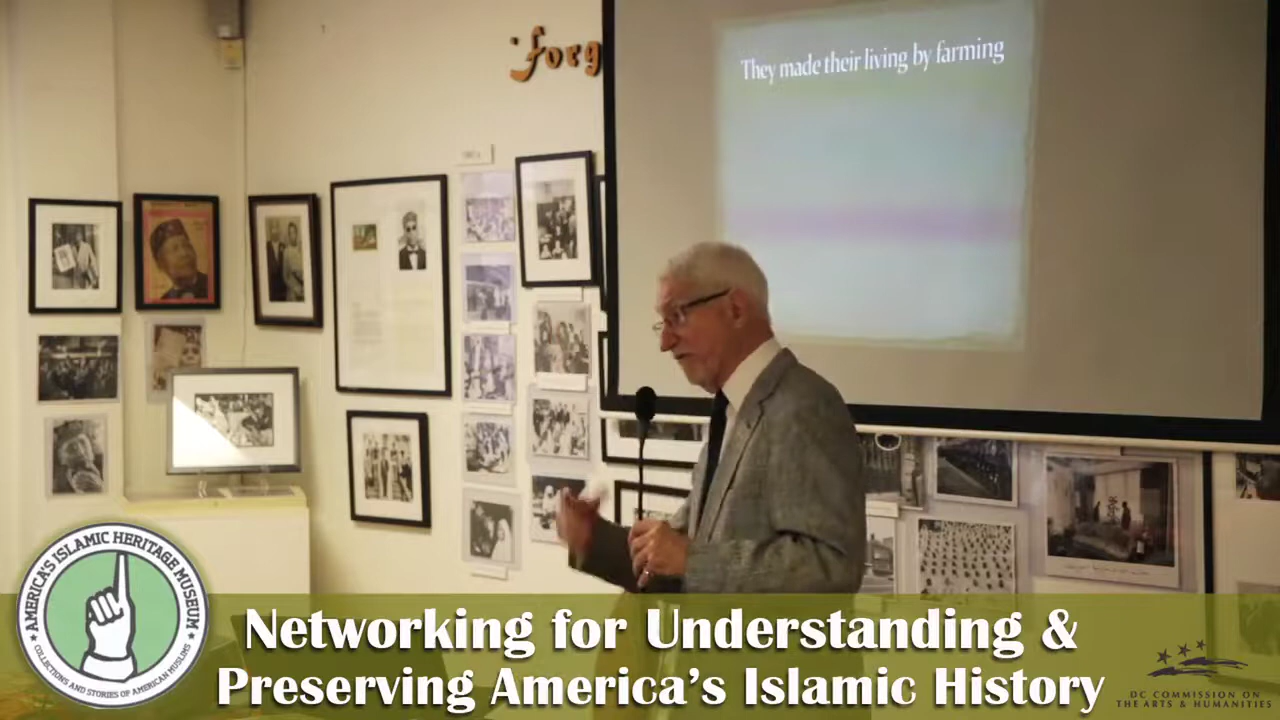 forg
They made their living by farming
AMERICA'S ISLAMIC HERITAGE MUSEUM
COLLECTIONS AND STORIES OF AMERICAN MUSLIMS
Networking for Understanding &
Preserving America's Islamic History
DC COMMISSION ON
THE ARTS & HUMANITIES